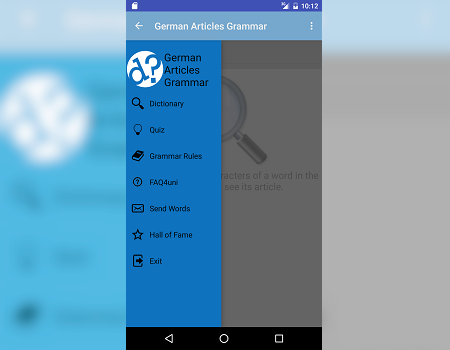 10:12
German Articles Grammar
d?
German
Articles
Grammar
Dictionary
Quiz
Grammar Rules
FAQ4uni
Send Words
Hall of Fame
Exit
aracters of a word in the
see its article.